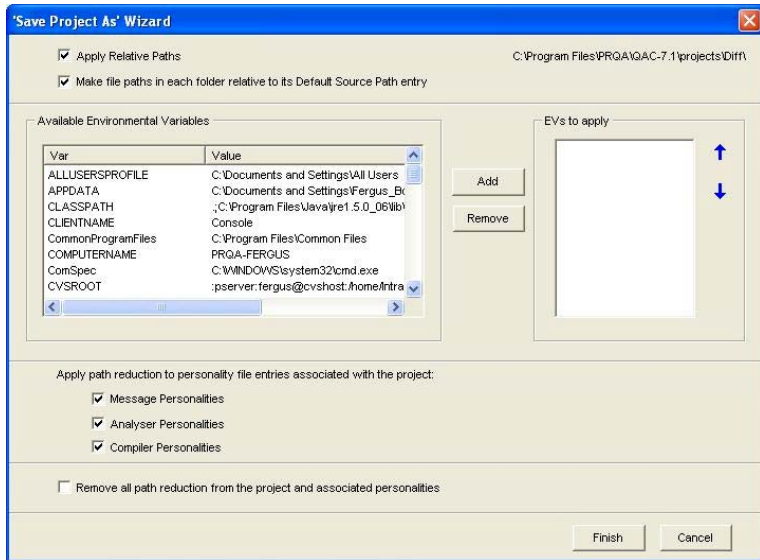 'Save Project As' Wizard
Apply Relative Paths
C:\Program Files\PRQA\QAC-7.1\projects\Diff\
Make file paths in each folder relative to its Default Source Path entry
Available Environmental Variables
EVs to apply
Var Value
ALLUSERSPROFILE C:\Documents and Settings\All Users
APPDATA C:\Documents and Settings\Fergus_Bo
CLASSPATH .;C:\Program Files\Java\jre1.5.0_06\lib\
CLIENTNAME Console
CommonProgramFiles C:\Program Files\Common Files
COMPUTERNAME PRQA-FERGUS
ComSpec C:\WINDOWS\system32\cmd.exe
CVSROOT :pserver:fergus@cvshost:/home/Intra
Add
Remove
Apply path reduction to personality file entries associated with the project:
Message Personalities
Analyser Personalities
Compiler Personalities
Remove all path reduction from the project and associated personalities
Finish Cancel